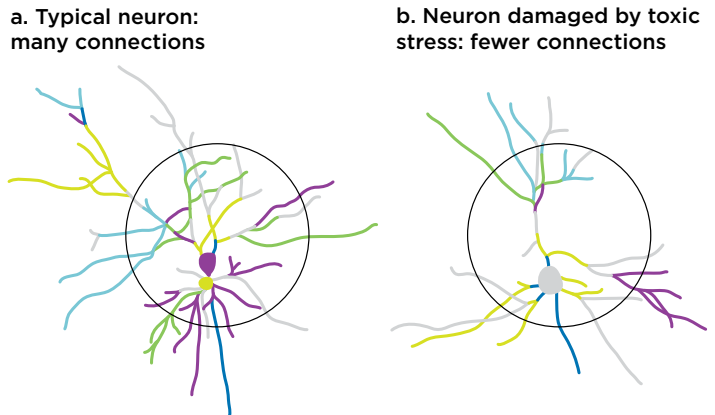 a. Typical neuron:
many connections
b. Neuron damaged by toxic
stress: fewer connections